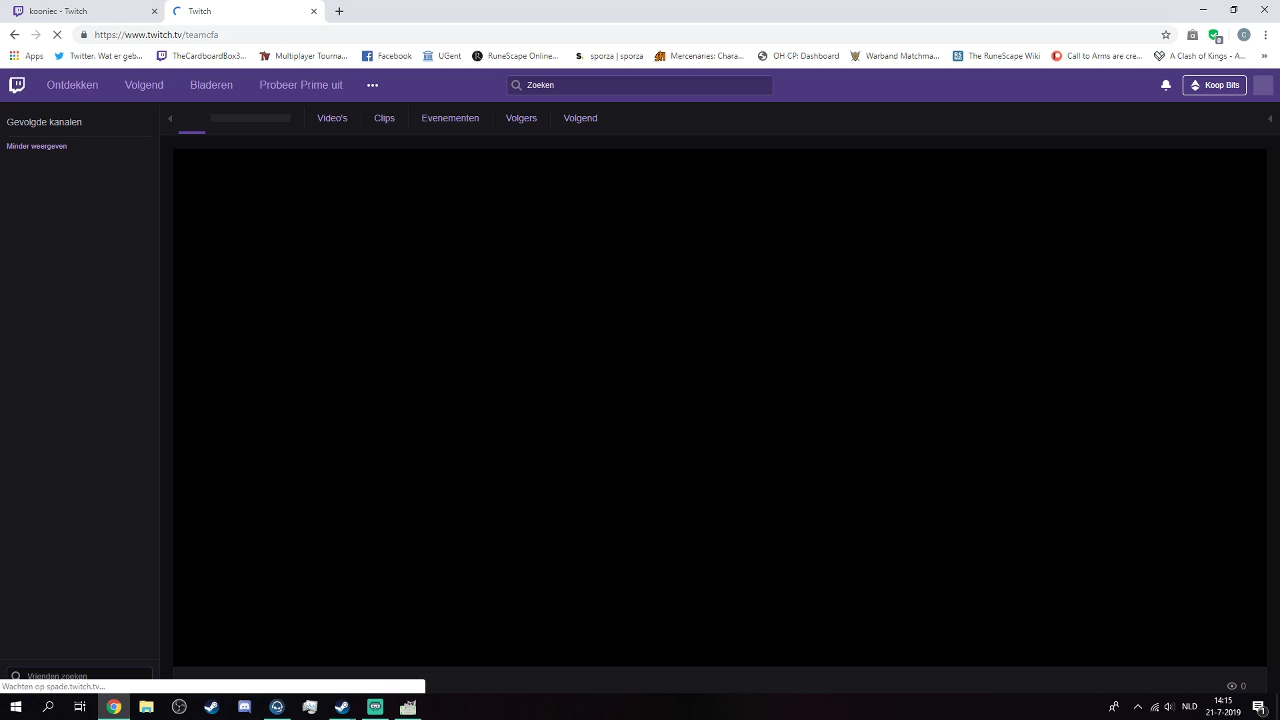 kooniec - Twitch
Twitch
https://www.twitch.tv/teamcfa
Apps
Twitter. Wat er geb...
TheCardboardBox3...
Multiplayer Tourna...
Facebook
UGent
RuneScape Online...
sporza | sporza
Mercenaries: Chara...
OH CP: Dashboard
Warband Matchma...
The RuneScape Wiki
Call to Arms are cre...
A Clash of Kings - A...
Ontdekken
Volgend
Bladeren
Probeer Prime uit
Zoeken
Koop Bits
Gevolgde kanalen
Video's
Clips
Evenementen
Volgers
Volgend
Minder weergeven
Vrienden zoeken
0
Wachten op spade.twitch.tv...
NLD
14:15
21-7-2019